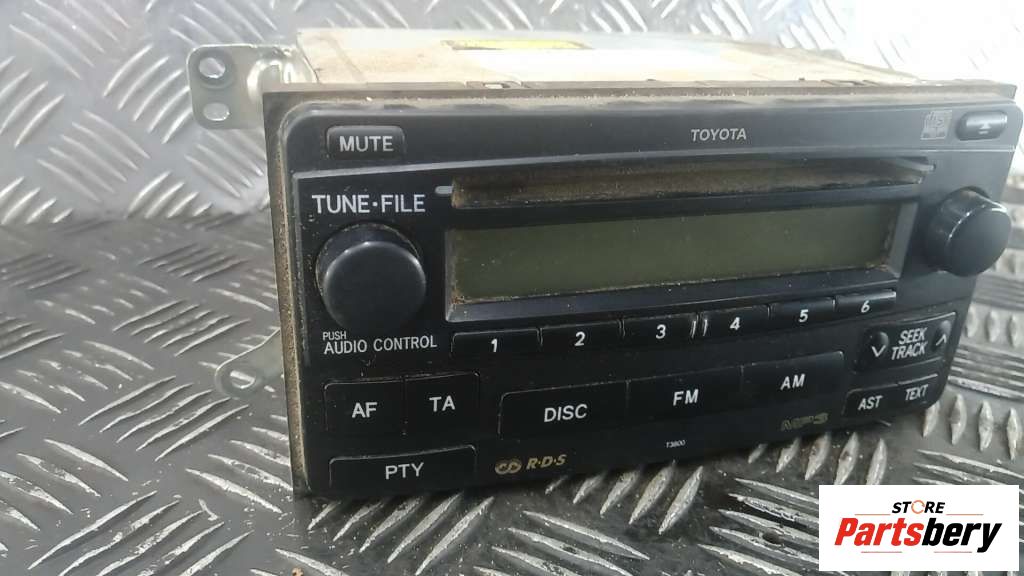 MUTE
TOYOTA
TUNE•FILE
PUSH
AUDIO CONTROL
1 2 3 4 5 6
SEEK
TRACK
AF TA
DISC FM AM
AST TEXT
PTY
R•D•S
T3800
MP3
STORE
Partsbery